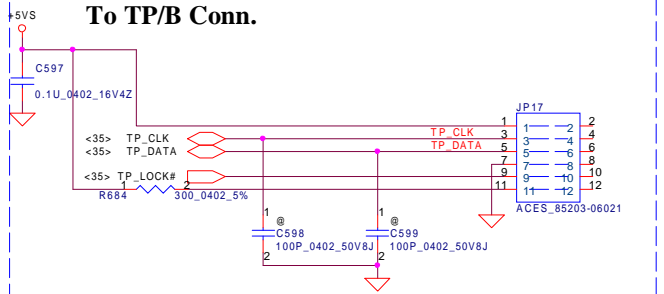 To TP/B Conn.
+5VS
C597
0.1U_0402_16V4Z
JP17
1 1 2 2
<35> TP_CLK TP_CLK 3 3 4 4
<35> TP_DATA TP_DATA 5 5 6 6
7 7 8 8
<35> TP_LOCK# 9 9 10 10
1 2 11 11 12 12
R684 300_0402_5%
ACES_85203-06021
1 1
@ @
C598 C599
100P_0402_50V8J 100P_0402_50V8J
2 2